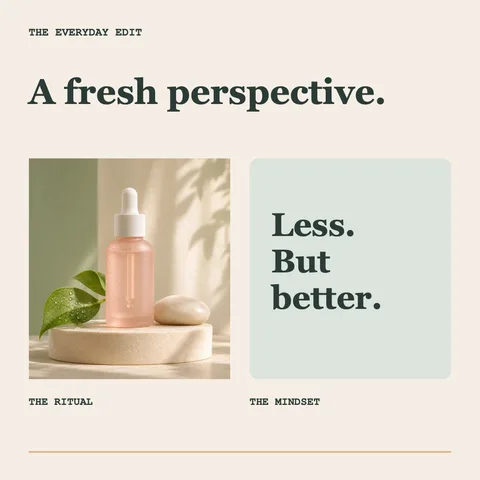 THE EVERYDAY EDIT
A fresh perspective.
Less.
But
better.
THE RITUAL
THE MINDSET